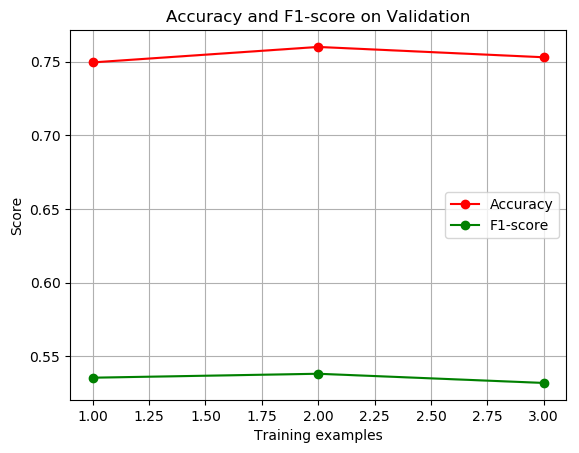 Accuracy and F1-score on Validation
0.75
0.70
0.65
0.60
0.55
Score
Accuracy
F1-score
1.00 1.25 1.50 1.75 2.00 2.25 2.50 2.75 3.00
Training examples